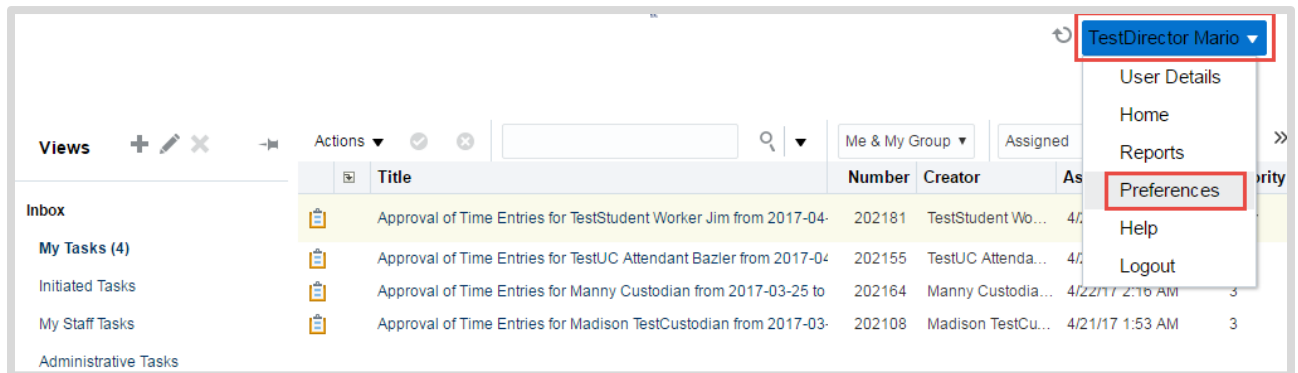 TestDirector Mario
User Details
Home
Reports
Preferences
Help
Logout
Views
Actions
Me & My Group
Assigned
Title Number Creator As ority
Inbox
My Tasks (4)
Initiated Tasks
My Staff Tasks
Administrative Tasks
Approval of Time Entries for TestStudent Worker Jim from 2017-04- 202181 TestStudent Wo... 4/
Approval of Time Entries for TestUC Attendant Bazler from 2017-04 202155 TestUC Attenda... 4/
Approval of Time Entries for Manny Custodian from 2017-03-25 to 202164 Manny Custodia... 4/22/17 2:16 AM 3
Approval of Time Entries for Madison TestCustodian from 2017-03- 202108 Madison TestCu... 4/21/17 1:53 AM 3